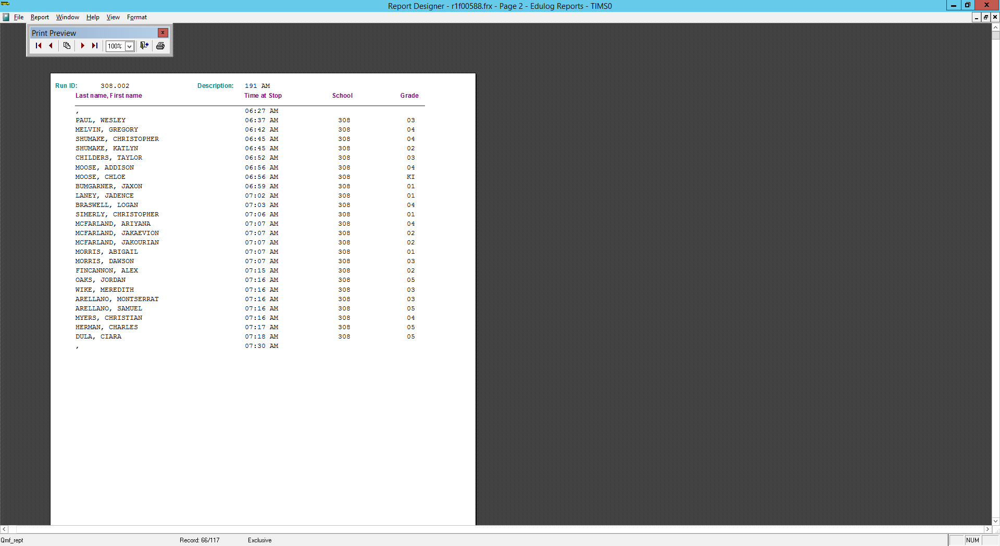 Report Designer - r1f00588.frx - Page 2 - Edulog Reports - TIMS0
File Report Window Help View Format
Print Preview
100%
Run ID: 308.002 Description: 191 AM
Last name, First name Time at Stop School Grade
, 06:27 AM
PAUL, WESLEY 06:37 AM 308 03
MELVIN, GREGORY 06:42 AM 308 04
SHUMAKE, CHRISTOPHER 06:45 AM 308 04
SHUMAKE, KATLYN 06:45 AM 308 02
CHILDERS, TAYLOR 06:52 AM 308 03
MOOSE, ADDISON 06:56 AM 308 04
MOOSE, CHLOE 06:56 AM 308 KI
BUMGARNER, JAXON 06:59 AM 308 01
LANEY, JADENCE 07:02 AM 308 01
BRASWELL, LOGAN 07:03 AM 308 04
SIMERLY, CHRISTOPHER 07:06 AM 308 01
MCFARLAND, ARIYANA 07:07 AM 308 04
MCFARLAND, JAKAEVION 07:07 AM 308 02
MCFARLAND, JAKOURIAN 07:07 AM 308 02
MORRIS, ABIGAIL 07:07 AM 308 01
MORRIS, DAWSON 07:07 AM 308 03
FINCANNON, ALEX 07:15 AM 308 02
OAKS, JORDAN 07:16 AM 308 05
WIKE, MEREDITH 07:16 AM 308 03
ARELLANO, MONTSERRAT 07:16 AM 308 03
ARELLANO, SAMUEL 07:16 AM 308 05
MYERS, CHRISTIAN 07:16 AM 308 04
HERMAN, CHARLES 07:17 AM 308 05
DULA, CIARA 07:18 AM 308 05
, 07:30 AM
Qmf_rept Record: 66/117 Exclusive NUM